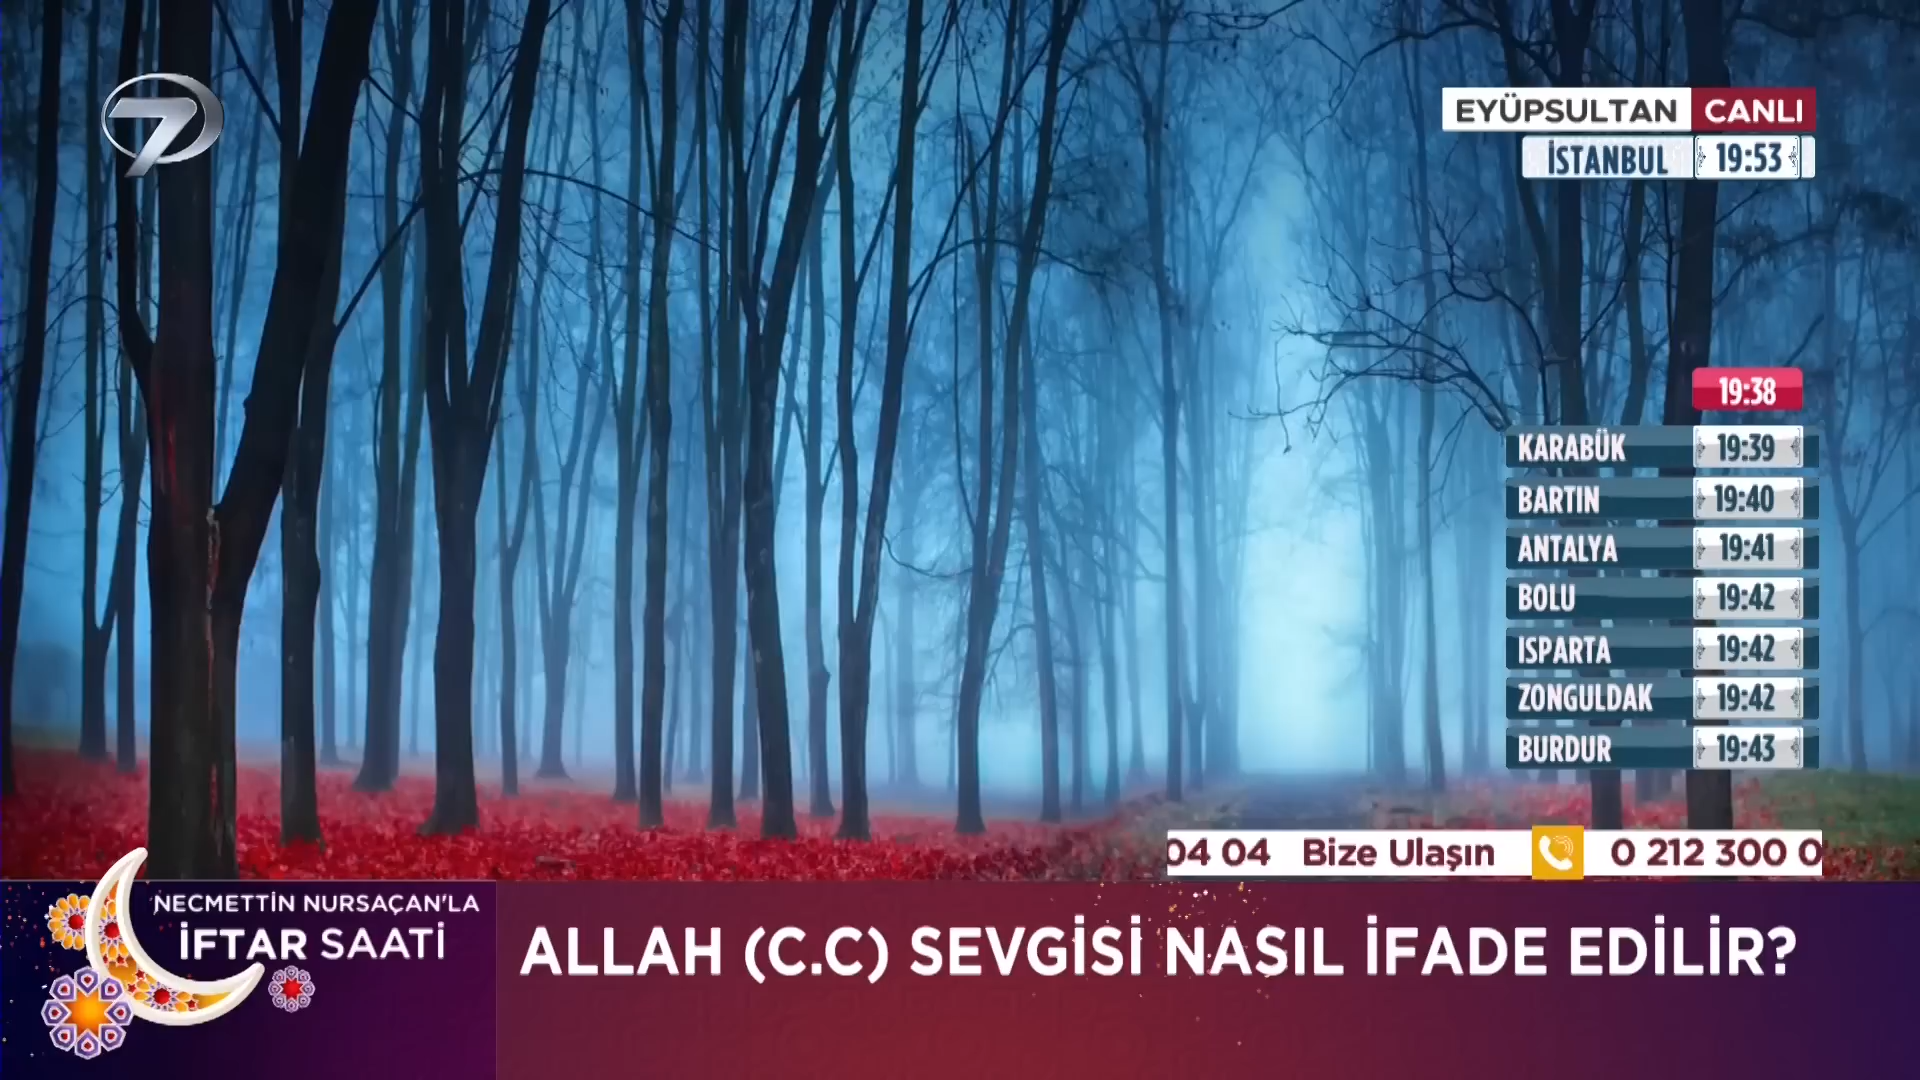 7
EYÜPSULTAN CANLI
İSTANBUL 19:53
19:38
KARABÜK 19:39
BARTIN 19:40
ANTALYA 19:41
BOLU 19:42
ISPARTA 19:42
ZONGULDAK 19:42
BURDUR 19:43
04 04 Bize Ulaşın 0 212 300 0
NECMETTİN NURSAÇAN'LA
İFTAR SAATİ
ALLAH (C.C) SEVGİSİ NASIL İFADE EDİLİR?